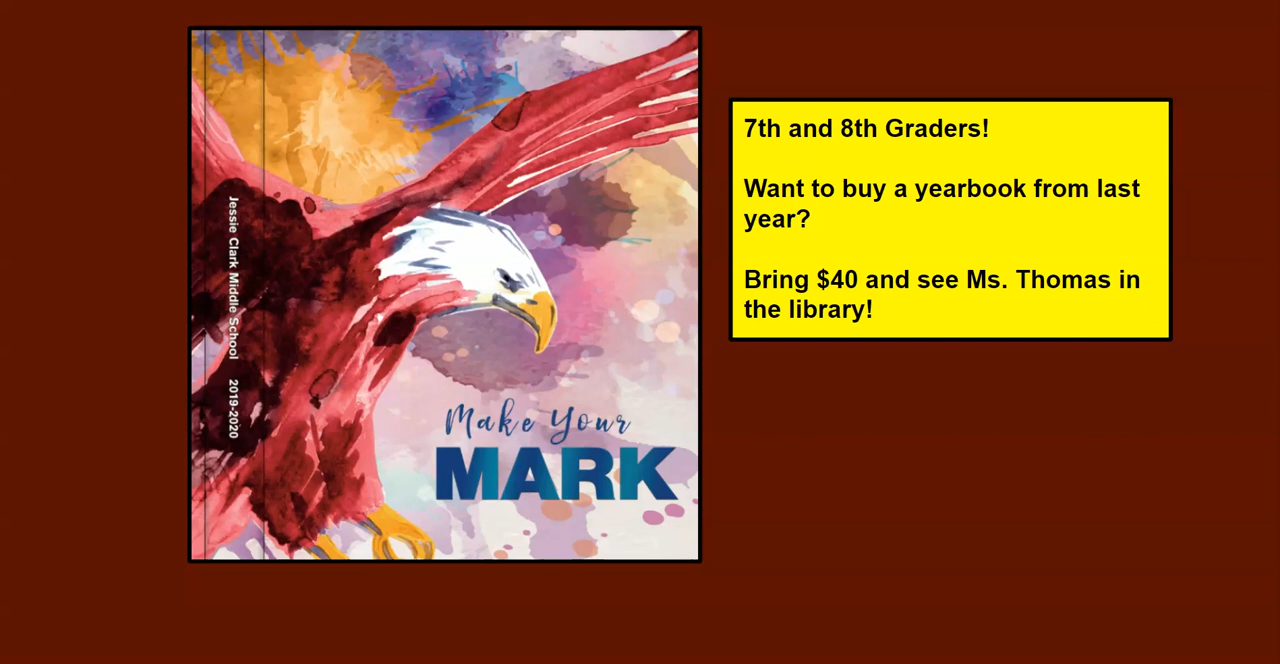 Jessie Clark Middle School 2019-2020
Make Your
MARK
7th and 8th Graders!
Want to buy a yearbook from last
year?
Bring $40 and see Ms. Thomas in
the library!